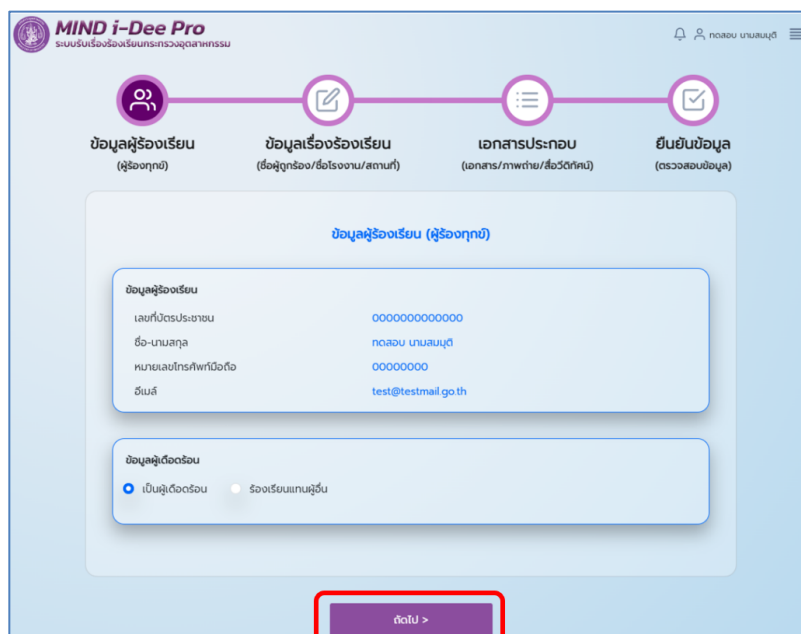 MIND i-Dee Pro
ระบบรับเรื่องร้องเรียนกระทรวงอุตสาหกรรม
ทดสอบ นามสมมุติ
ข้อมูลผู้ร้องเรียน
(ผู้ร้องทุกข์)
ข้อมูลเรื่องร้องเรียน
(ชื่อผู้ถูกร้อง/ชื่อโรงงาน/สถานที่)
เอกสารประกอบ
(เอกสาร/ภาพถ่าย/สื่อวีดิทัศน์)
ยืนยันข้อมูล
(ตรวจสอบข้อมูล)
ข้อมูลผู้ร้องเรียน (ผู้ร้องทุกข์)
ข้อมูลผู้ร้องเรียน
เลขที่บัตรประชาชน 0000000000000
ชื่อ-นามสกุล ทดสอบ นามสมมุติ
หมายเลขโทรศัพท์มือถือ 00000000
อีเมล์ test@testmail.go.th
ข้อมูลผู้เดือดร้อน
เป็นผู้เดือดร้อน ร้องเรียนแทนผู้อื่น
ถัดไป >